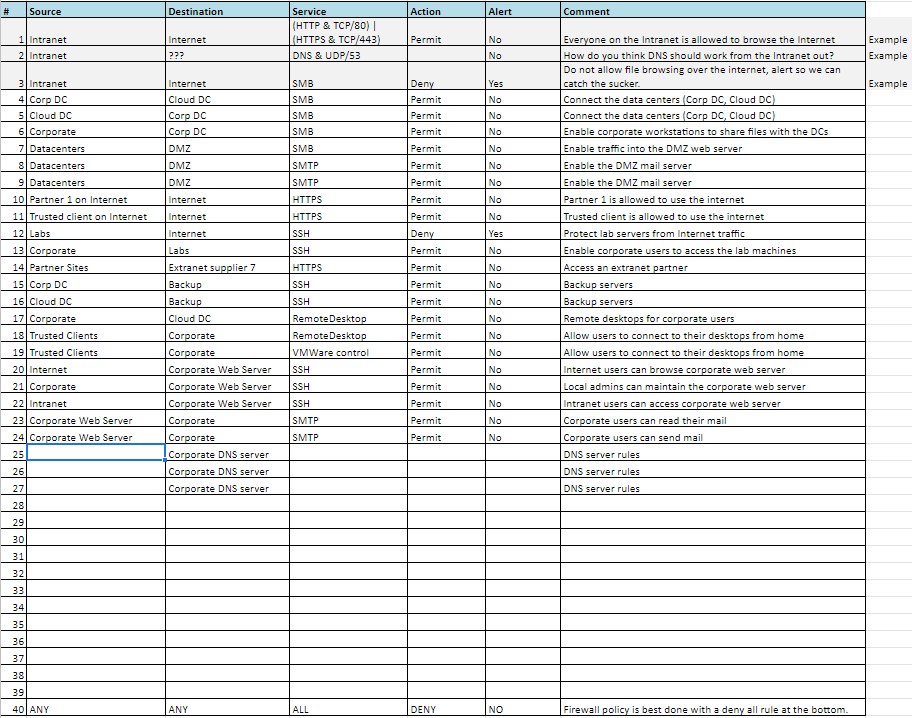 # Source Destination Service Action Alert Comment
(HTTP & TCP/80) |
1 Intranet Internet (HTTPS & TCP/443) Permit No Everyone on the Intranet is allowed to browse the Internet Example
2 Intranet ??? DNS & UDP/53 No How do you think DNS should work from the Intranet out? Example
Do not allow file browsing over the internet, alert so we can
3 Intranet Internet SMB Deny Yes catch the sucker. Example
4 Corp DC Cloud DC SMB Permit No Connect the data centers (Corp DC, Cloud DC)
5 Cloud DC Corp DC SMB Permit No Connect the data centers (Corp DC, Cloud DC)
6 Corporate Corp DC SMB Permit No Enable corporate workstations to share files with the DCs
7 Datacenters DMZ SMB Permit No Enable traffic into the DMZ web server
8 Datacenters DMZ SMTP Permit No Enable the DMZ mail server
9 Datacenters DMZ SMTP Permit No Enable the DMZ mail server
10 Partner 1 on Internet Internet HTTPS Permit No Partner 1 is allowed to use the internet
11 Trusted client on Internet Internet HTTPS Permit No Trusted client is allowed to use the internet
12 Labs Internet SSH Deny Yes Protect lab servers from Internet traffic
13 Corporate Labs SSH Permit No Enable corporate users to access the lab machines
14 Partner Sites Extranet supplier 7 HTTPS Permit No Access an extranet partner
15 Corp DC Backup SSH Permit No Backup servers
16 Cloud DC Backup SSH Permit No Backup servers
17 Corporate Cloud DC RemoteDesktop Permit No Remote desktops for corporate users
18 Trusted Clients Corporate RemoteDesktop Permit No Allow users to connect to their desktops from home
19 Trusted Clients Corporate VMWare control Permit No Allow users to connect to their desktops from home
20 Internet Corporate Web Server SSH Permit No Internet users can browse corporate web server
21 Corporate Corporate Web Server SSH Permit No Local admins can maintain the corporate web server
22 Intranet Corporate Web Server SSH Permit No Intranet users can access corporate web server
23 Corporate Web Server Corporate SMTP Permit No Corporate users can read their mail
24 Corporate Web Server Corporate SMTP Permit No Corporate users can send mail
25 Corporate DNS server DNS server rules
26 Corporate DNS server DNS server rules
27 Corporate DNS server DNS server rules
28
29
30
31
32
33
34
35
36
37
38
39
40 ANY ANY ALL DENY NO Firewall policy is best done with a deny all rule at the bottom.